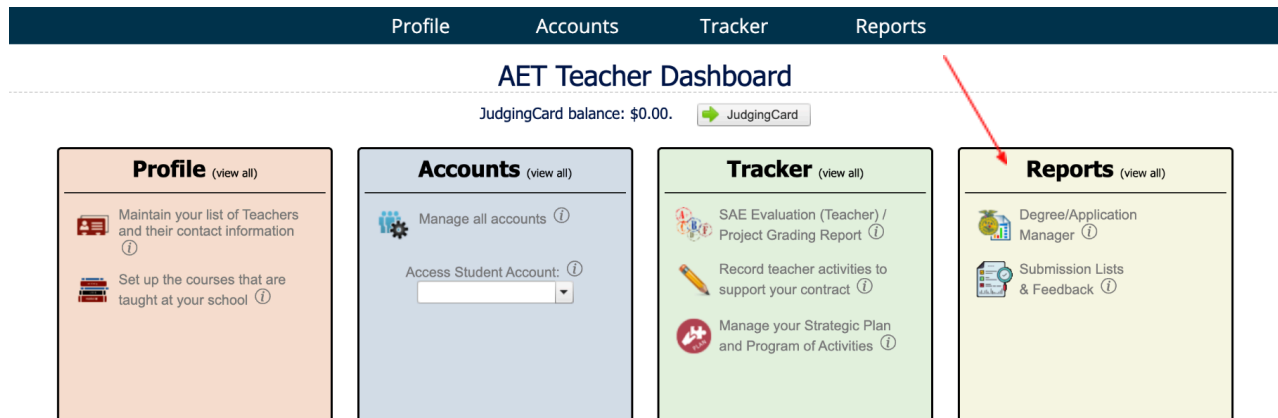 Profile Accounts Tracker Reports
AET Teacher Dashboard
JudgingCard balance: $0.00. JudgingCard
Profile (view all)
Maintain your list of Teachers
and their contact information
Set up the courses that are
taught at your school
Accounts (view all)
Manage all accounts
Access Student Account:
Tracker (view all)
SAE Evaluation (Teacher) /
Project Grading Report
Record teacher activities to
support your contract
Manage your Strategic Plan
and Program of Activities
Reports (view all)
Degree/Application
Manager
Submission Lists
& Feedback